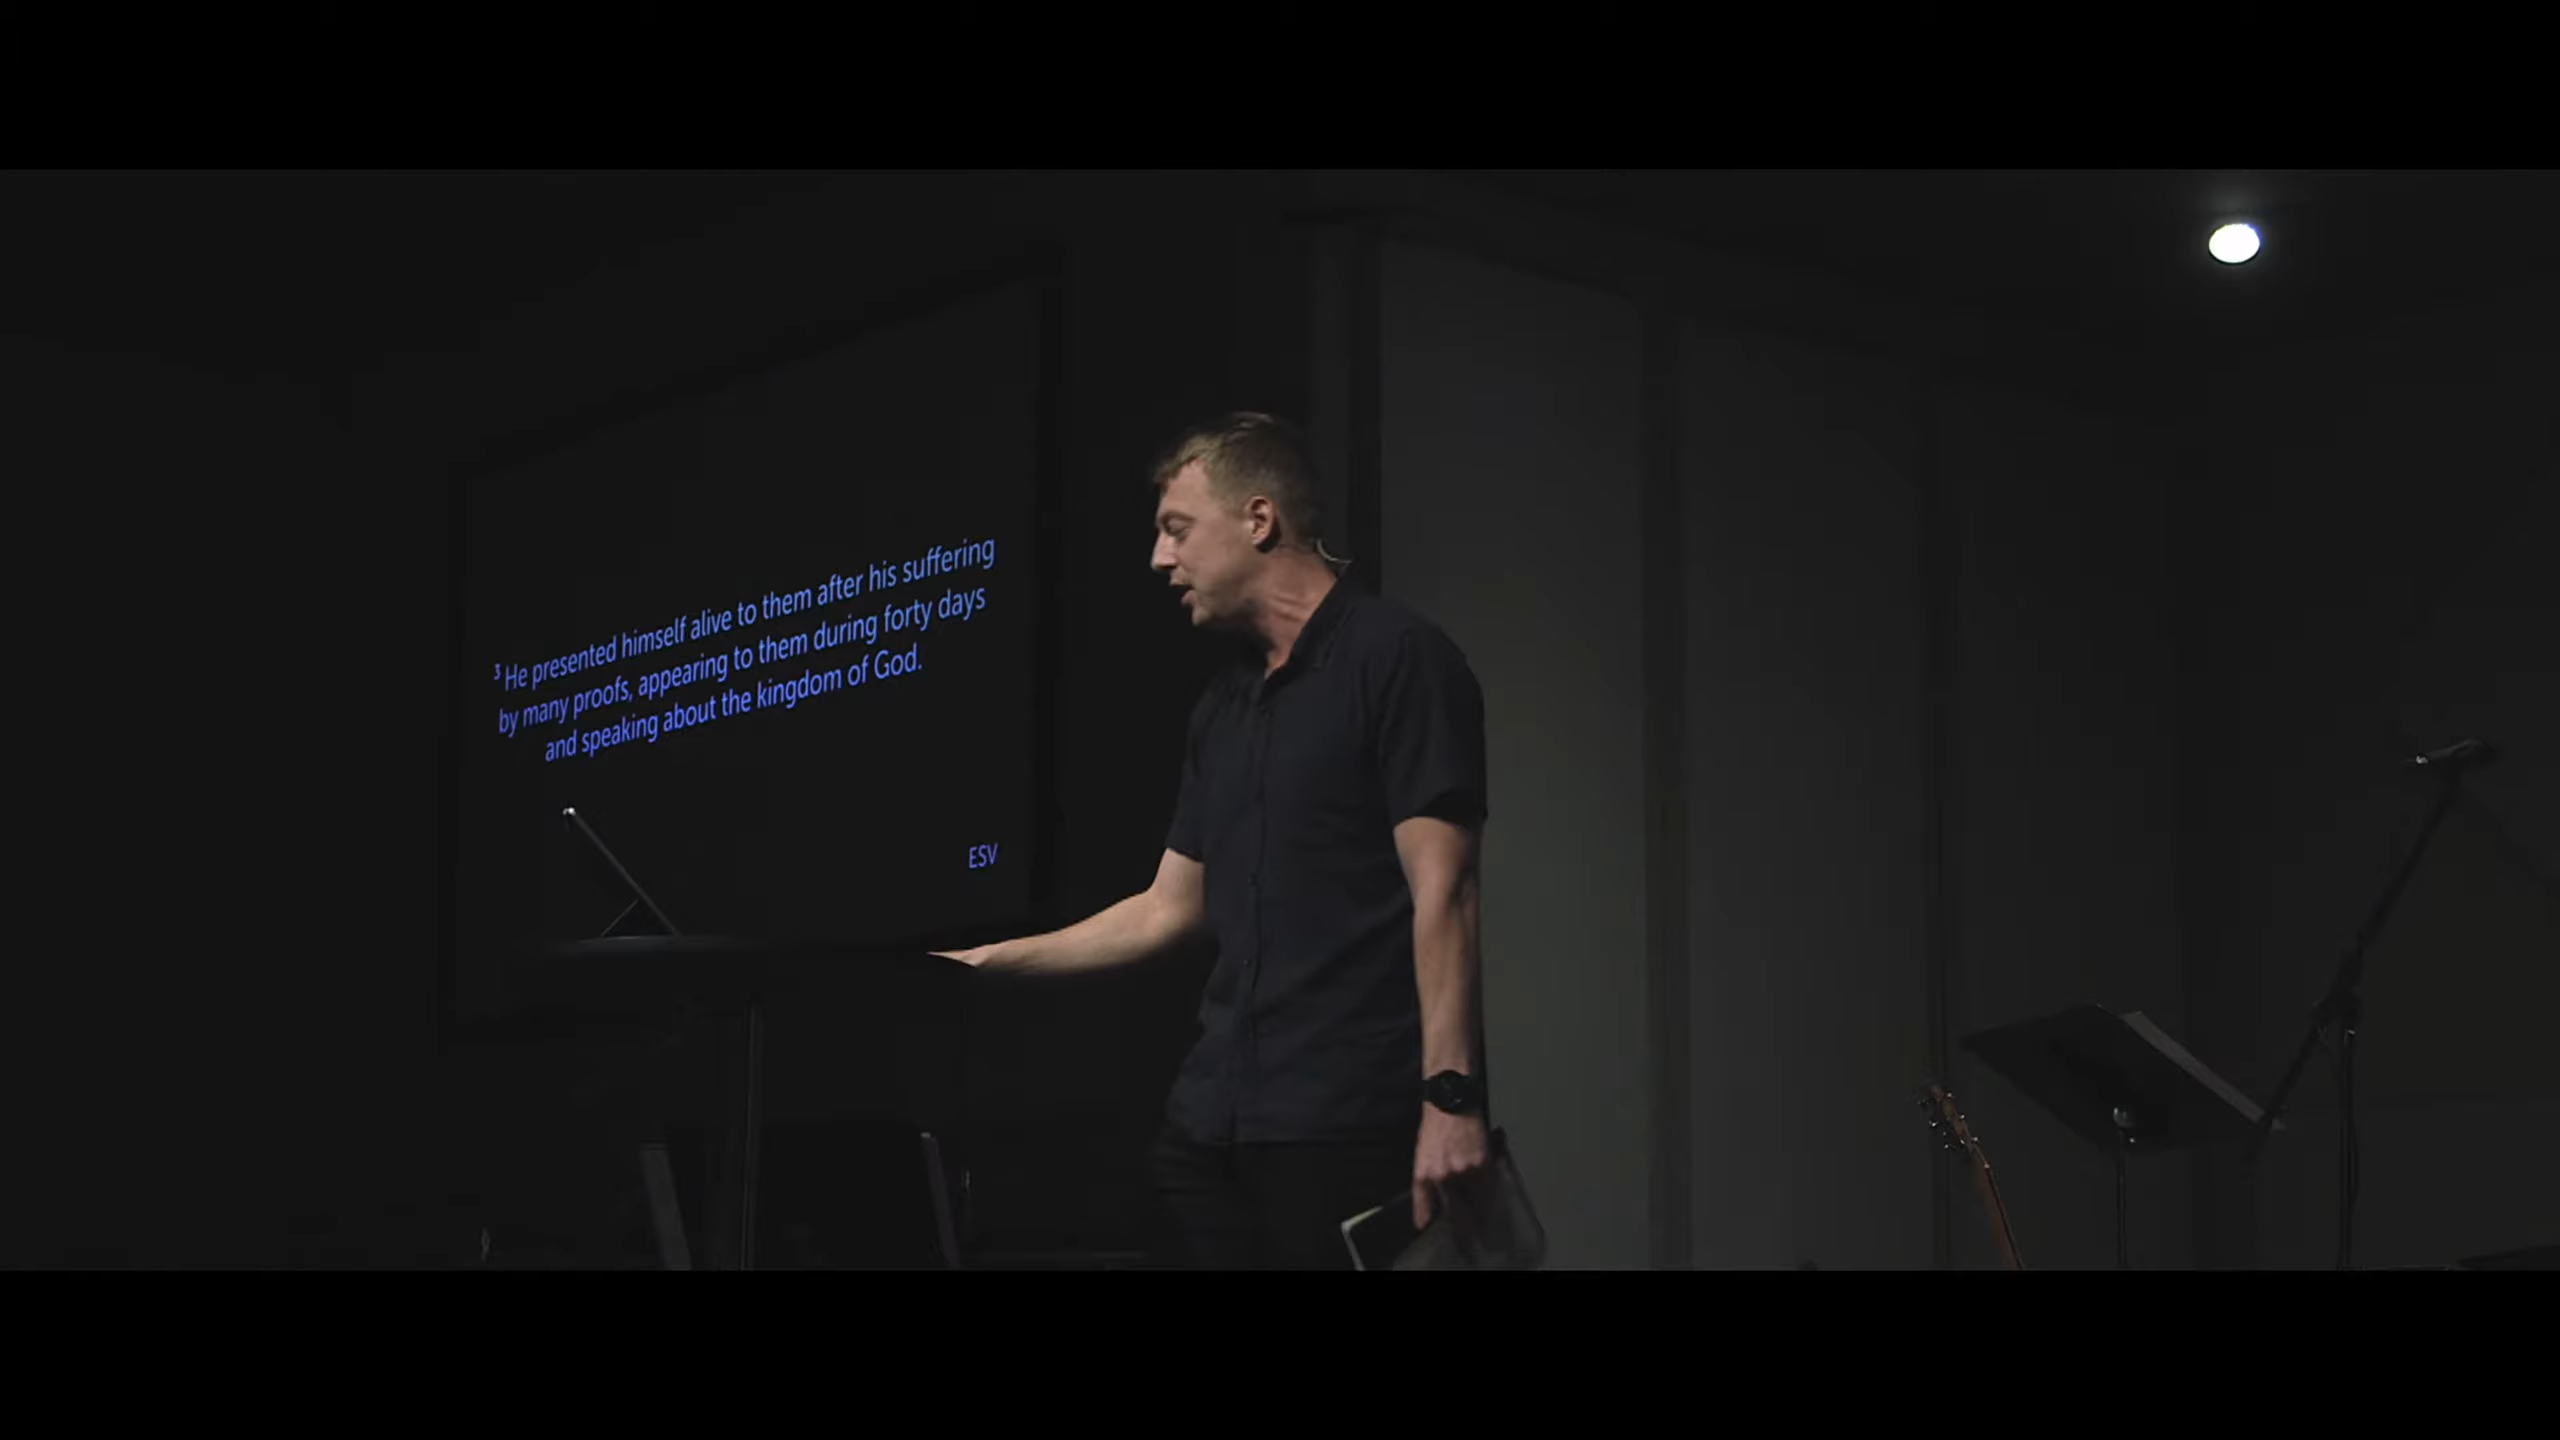 ³ He presented himself alive to them after his suffering
by many proofs, appearing to them during forty days
and speaking about the kingdom of God.
ESV